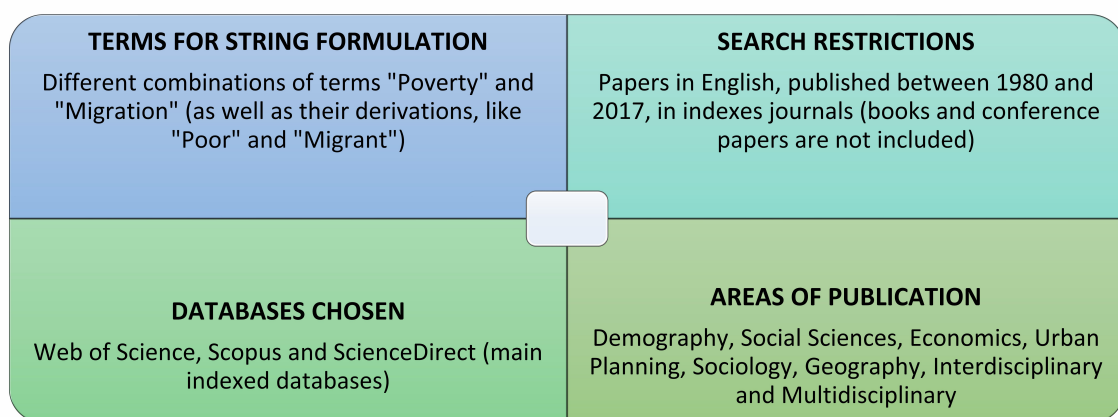 TERMS FOR STRING FORMULATION
Different combinations of terms "Poverty" and
"Migration" (as well as their derivations, like
"Poor" and "Migrant")
SEARCH RESTRICTIONS
Papers in English, published between 1980 and
2017, in indexes journals (books and conference
papers are not included)
DATABASES CHOSEN
Web of Science, Scopus and ScienceDirect (main
indexed databases)
AREAS OF PUBLICATION
Demography, Social Sciences, Economics, Urban
Planning, Sociology, Geography, Interdisciplinary
and Multidisciplinary